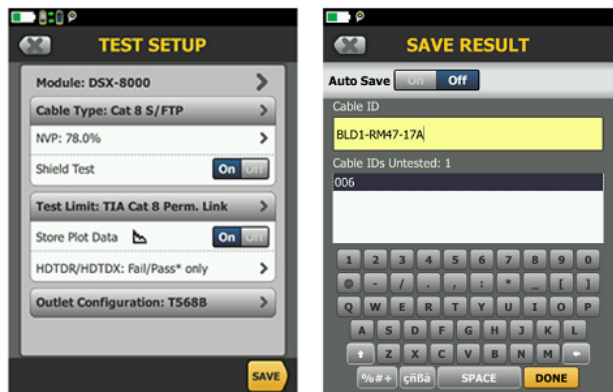 TEST SETUP
Module: DSX-8000
Cable Type: Cat 8 S/FTP
NVP: 78.0%
Shield Test On Off
Test Limit: TIA Cat 8 Perm. Link
Store Plot Data On Off
HDTDR/HDTDX: Fail/Pass* only
Outlet Configuration: T568B
SAVE
SAVE RESULT
Auto Save On Off
Cable ID
BLD1-RM47-17A
Cable IDs Untested: 1
006
1 2 3 4 5 6 7 8 9 0
@ - / . , : * _ [ ]
Q W E R T Y U I O P
A S D F G H J K L
Z X C V B N M
%#+ çñßà SPACE DONE